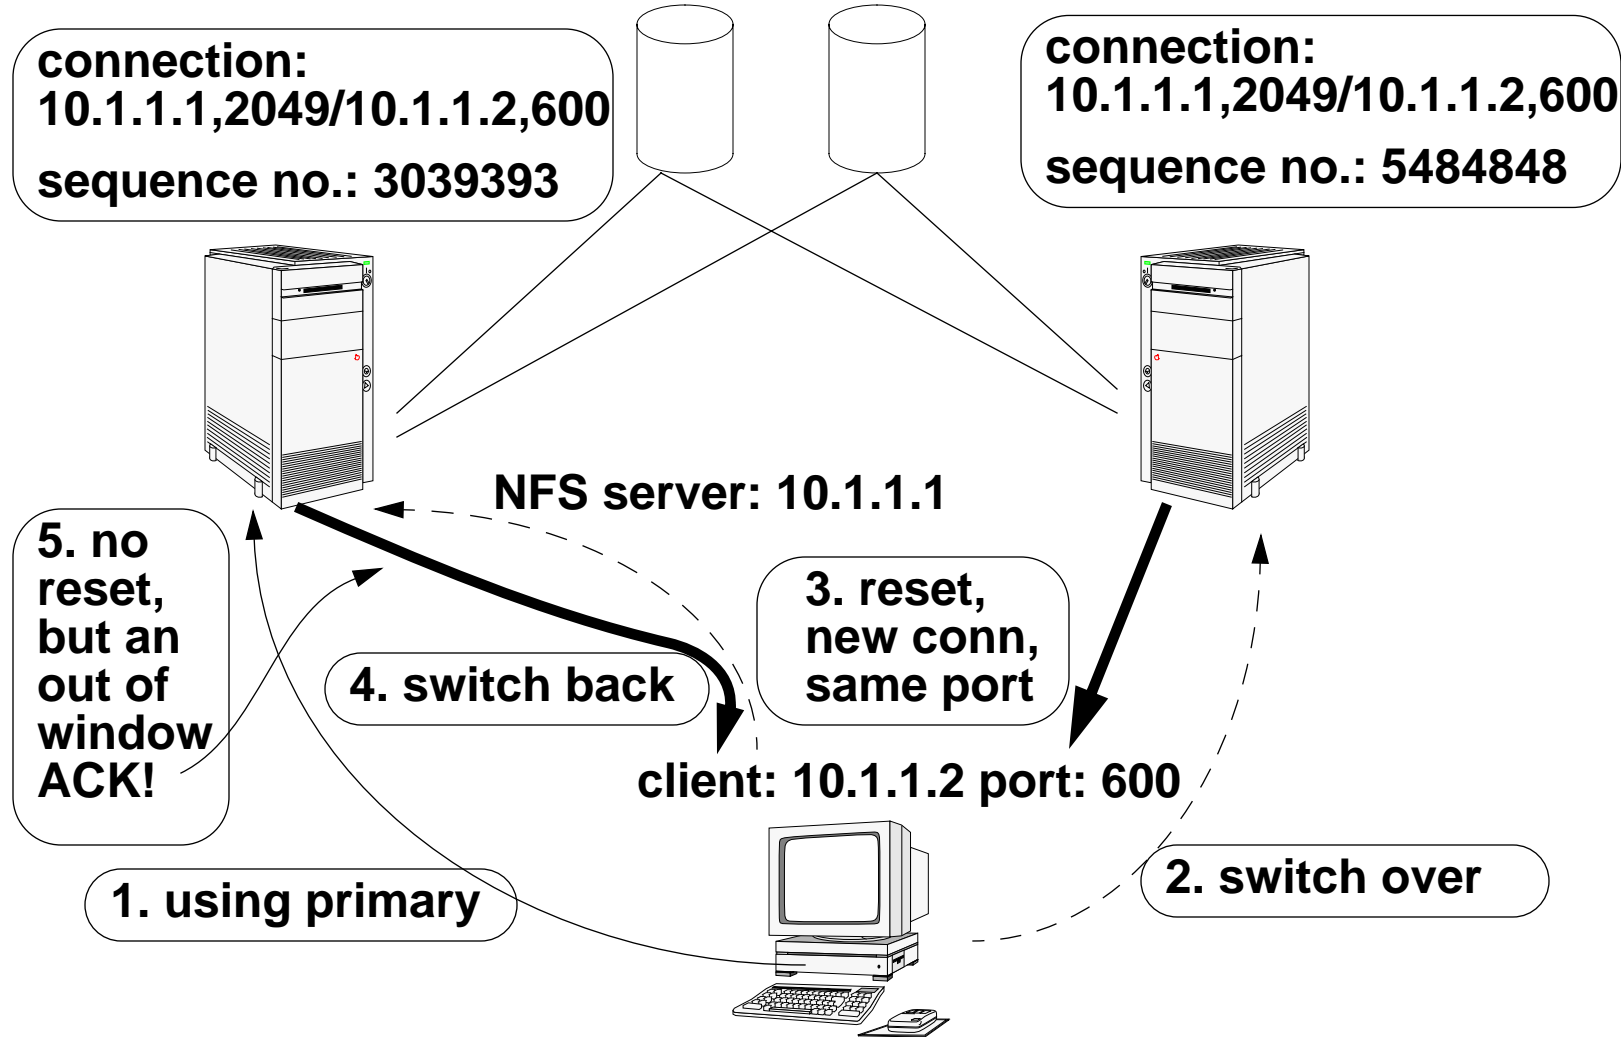 connection:
10.1.1.1,2049/10.1.1.2,600
sequence no.: 3039393
connection:
10.1.1.1,2049/10.1.1.2,600
sequence no.: 5484848
NFS server: 10.1.1.1
5. no
reset,
but an
out of
window
ACK!
3. reset,
new conn,
same port
4. switch back
client: 10.1.1.2 port: 600
1. using primary
2. switch over